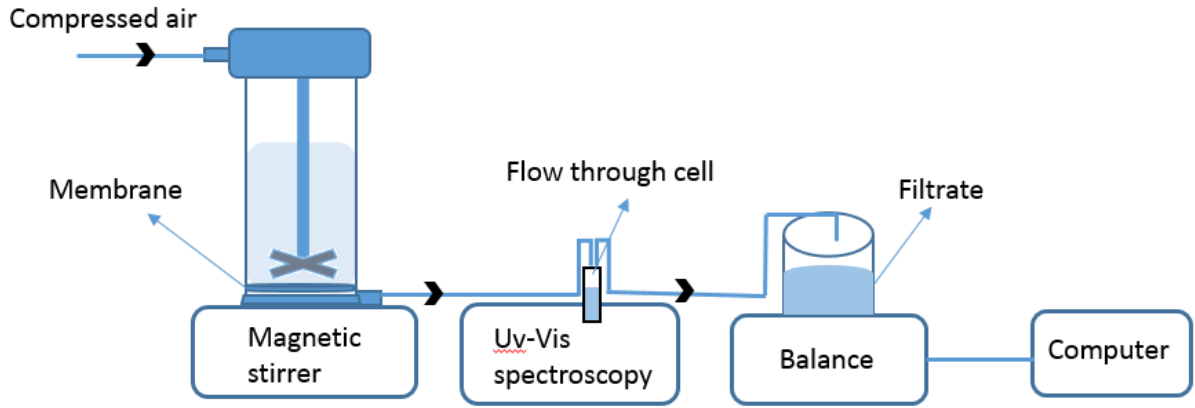 Compressed air
Membrane
Flow through cell
Filtrate
Magnetic
stirrer
Uv-Vis
spectroscopy
Balance
Computer